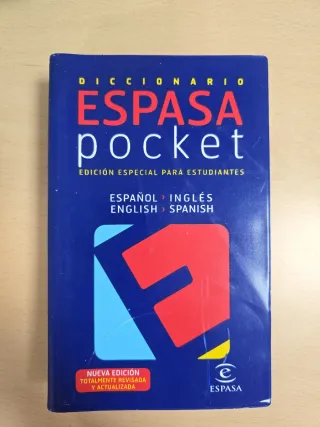 DICCIONARIO
ESPASA
pocket
EDICIÓN ESPECIAL PARA ESTUDIANTES
ESPAÑOL › INGLÉS
ENGLISH › SPANISH
NUEVA EDICIÓN
TOTALMENTE REVISADA
Y ACTUALIZADA
e
ESPASA